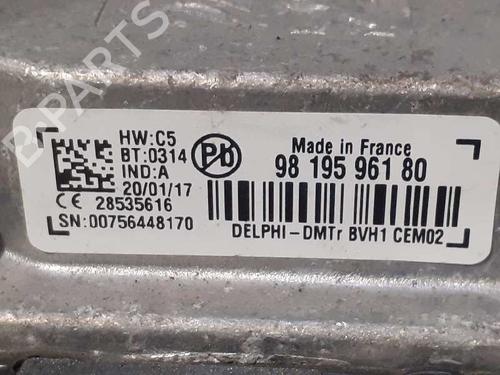 B-PARTS
HW:C5
BT:0314
IND:A
20/01/17
CE 28535616
SN:00756448170
Pb
Made in France
98 195 961 80
DELPHI-DMTr BVH1 CEM02